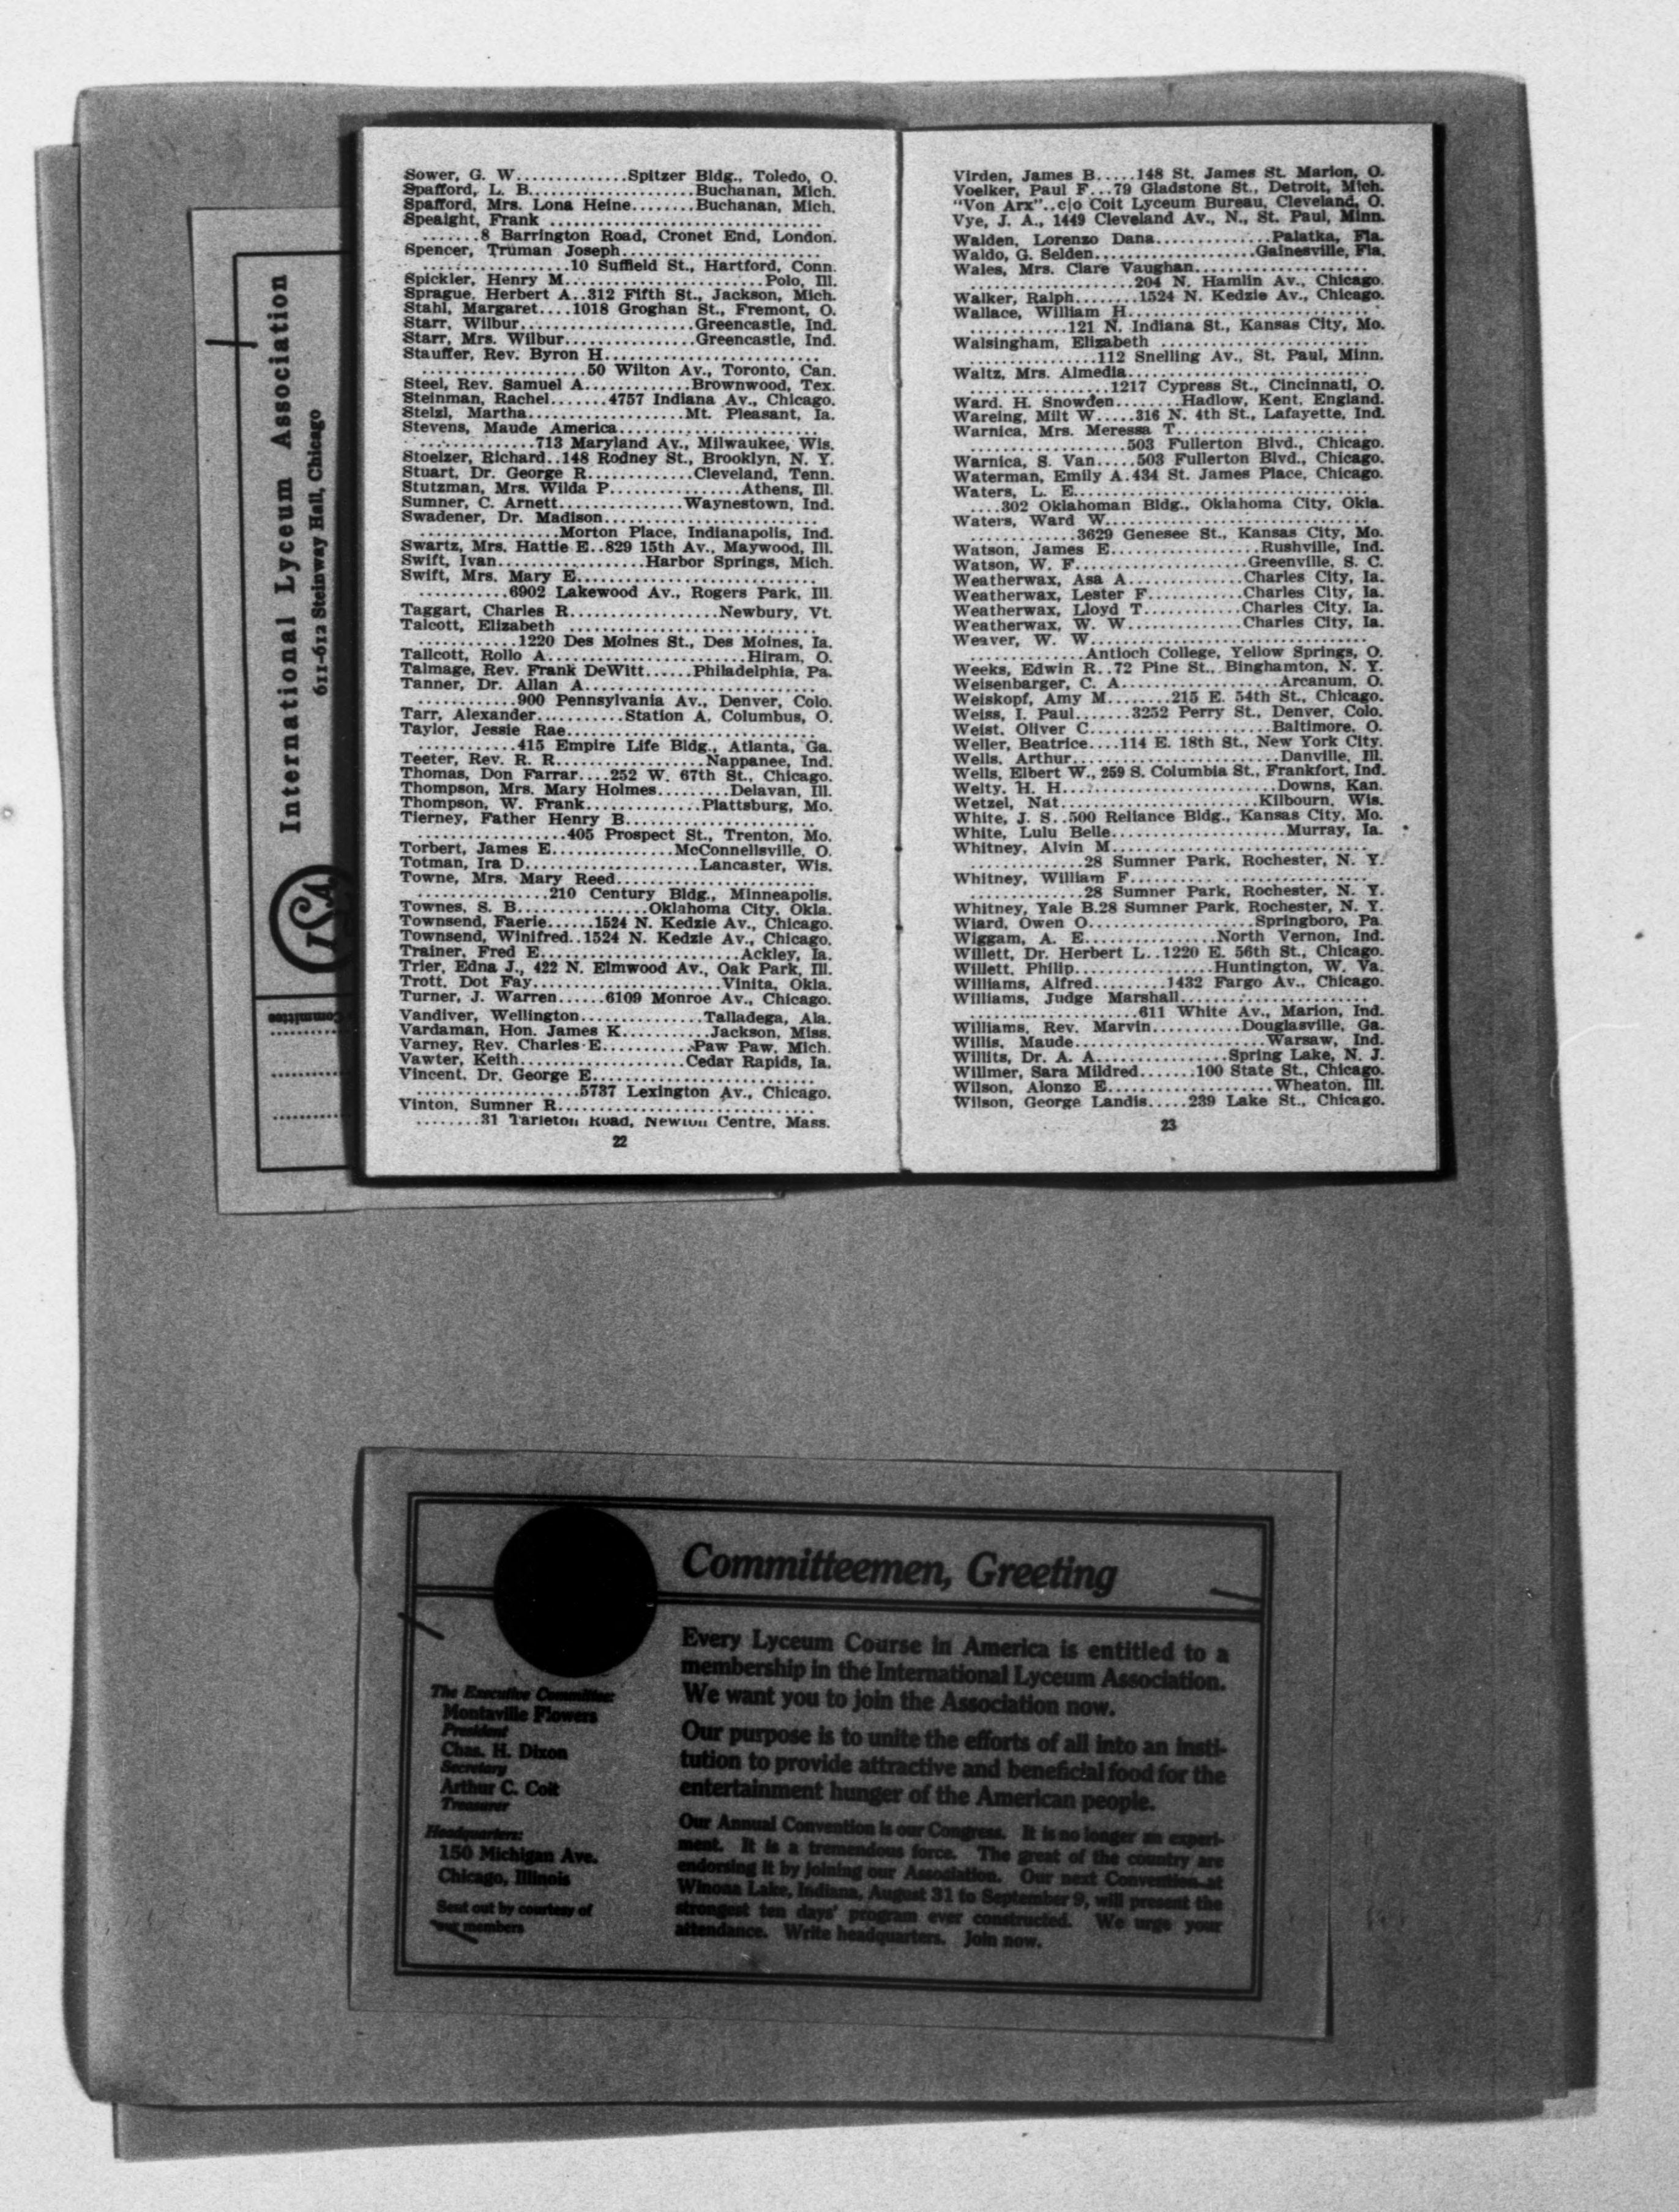 International Lyceum Association
611-612 Steinway Hall, Chicago
ILA
Committee
Sower, G. W..............Spitzer Bldg., Toledo, O.
Spafford, L. B.....................Buchanan, Mich.
Spafford, Mrs. Lona Heine........Buchanan, Mich.
Speaight, Frank ..................................
.......8 Barrington Road, Cronet End, London.
Spencer, Truman Joseph.........................
..................10 Suffield St., Hartford, Conn.
Spickler, Henry M.........................Polo, Ill.
Sprague, Herbert A..312 Fifth St., Jackson, Mich.
Stahl, Margaret....1018 Groghan St., Fremont, O.
Starr, Wilbur......................Greencastle, Ind.
Starr, Mrs. Wilbur................Greencastle, Ind.
Stauffer, Rev. Byron H...........................
.....................50 Wilton Av., Toronto, Can.
Steel, Rev. Samuel A.............Brownwood, Tex.
Steinman, Rachel.......4757 Indiana Av., Chicago.
Stelzl, Martha....................Mt. Pleasant, Ia.
Stevens, Maude America.........................
...............713 Maryland Av., Milwaukee, Wis.
Stoelzer, Richard..148 Rodney St., Brooklyn, N. Y.
Stuart, Dr. George R.............Cleveland, Tenn.
Stutzman, Mrs. Wilda P................Athens, Ill.
Sumner, C. Arnett...............Waynestown, Ind.
Swadener, Dr. Madison...........................
.................Morton Place, Indianapolis, Ind.
Swartz, Mrs. Hattie E..829 15th Av., Maywood, Ill.
Swift, Ivan..................Harbor Springs, Mich.
Swift, Mrs. Mary E..............................
...........6902 Lakewood Av., Rogers Park, Ill.
Taggart, Charles R..................Newbury, Vt.
Talcott, Elizabeth ................................
............1220 Des Moines St., Des Moines, Ia.
Tallcott, Rollo A.........................Hiram, O.
Talmage, Rev. Frank DeWitt......Philadelphia, Pa.
Tanner, Dr. Allan A.............................
............900 Pennsylvania Av., Denver, Colo.
Tarr, Alexander...........Station A, Columbus, O.
Taylor, Jessie Rae...............................
............415 Empire Life Bldg., Atlanta, Ga.
Teeter, Rev. R. R..................Nappanee, Ind.
Thomas, Don Farrar....252 W. 67th St., Chicago.
Thompson, Mrs. Mary Holmes.........Delavan, Ill.
Thompson, W. Frank..............Plattsburg, Mo.
Tierney, Father Henry B.........................
..................405 Prospect St., Trenton, Mo.
Torbert, James E...............McConnellsville, O.
Totman, Ira D.....................Lancaster, Wis.
Towne, Mrs. Mary Reed.........................
................210 Century Bldg., Minneapolis.
Townes, S. B................Oklahoma City, Okla.
Townsend, Faerie......1524 N. Kedzie Av., Chicago.
Townsend, Winifred..1524 N. Kedzie Av., Chicago.
Trainer, Fred E.........................Ackley, Ia.
Trier, Edna J., 422 N. Elmwood Av., Oak Park, Ill.
Trott, Dot Fay.......................Vinita, Okla.
Turner, J. Warren......6109 Monroe Av., Chicago.
Vandiver, Wellington...............Talladega, Ala.
Vardaman, Hon. James K...........Jackson, Miss.
Varney, Rev. Charles E...........Paw Paw, Mich.
Vawter, Keith....................Cedar Rapids, Ia.
Vincent, Dr. George E...........................
....................5737 Lexington Av., Chicago.
Vinton, Sumner R...............................
........31 Tarleton Road, Newton Centre, Mass.
22
Virden, James B.....148 St. James St. Marion, O.
Voelker, Paul F...79 Gladstone St., Detroit, Mich.
"Von Arx"..c|o Coit Lyceum Bureau, Cleveland, O.
Vye, J. A., 1449 Cleveland Av., N., St. Paul, Minn.
Walden, Lorenzo Dana..............Palatka, Fla.
Waldo, G. Selden...................Gainesville, Fla.
Wales, Mrs. Clare Vaughan.....................
....................204 N. Hamlin Av., Chicago.
Walker, Ralph........1524 N. Kedzie Av., Chicago.
Wallace, William H..............................
............121 N. Indiana St., Kansas City, Mo.
Walsingham, Elizabeth ..........................
................112 Snelling Av., St. Paul, Minn.
Waltz, Mrs. Almedia.............................
.................1217 Cypress St., Cincinnati, O.
Ward, H. Snowden........Hadlow, Kent, England.
Wareing, Milt W.....316 N. 4th St., Lafayette, Ind.
Warnica, Mrs. Meressa T........................
...................503 Fullerton Blvd., Chicago.
Warnica, S. Van.....503 Fullerton Blvd., Chicago.
Waterman, Emily A.434 St. James Place, Chicago.
Waters, L. E....................................
....302 Oklahoman Bldg., Oklahoma City, Okla.
Waters, Ward W................................
.............3629 Genesee St., Kansas City, Mo.
Watson, James E...................Rushville, Ind.
Watson, W. F.....................Greenville, S. C.
Weatherwax, Asa A..............Charles City, Ia.
Weatherwax, Lester F............Charles City, Ia.
Weatherwax, Lloyd T............Charles City, Ia.
Weatherwax, W. W..............Charles City, Ia.
Weaver, W. W.................................
..............Antioch College, Yellow Springs, O.
Weeks, Edwin R..72 Pine St., Binghamton, N. Y.
Weisenbarger, C. A...................Arcanum, O.
Weiskopf, Amy M........215 E. 54th St., Chicago.
Weiss, I. Paul.......3252 Perry St., Denver, Colo.
Weist, Oliver C.....................Baltimore, O.
Weller, Beatrice....114 E. 18th St., New York City.
Wells, Arthur........................Danville, Ill.
Wells, Elbert W., 259 S. Columbia St., Frankfort, Ind.
Welty, H. H..........................Downs, Kan.
Wetzel, Nat.........................Kilbourn, Wis.
White, J. S..500 Reliance Bldg., Kansas City, Mo.
White, Lulu Belle......................Murray, Ia.
Whitney, Alvin M...............................
..............28 Sumner Park, Rochester, N. Y.
Whitney, William F..............................
..............28 Sumner Park, Rochester, N. Y.
Whitney, Yale B.28 Sumner Park, Rochester, N. Y.
Wiard, Owen O.....................Springboro, Pa.
Wiggam, A. E................North Vernon, Ind.
Willett, Dr. Herbert L..1220 E. 56th St., Chicago.
Willett, Philip.................Huntington, W. Va.
Williams, Alfred.........1432 Fargo Av., Chicago.
Williams, Judge Marshall........................
.....................611 White Av., Marion, Ind.
Williams, Rev. Marvin...........Douglasville, Ga.
Willis, Maude.......................Warsaw, Ind.
Willits, Dr. A. A................Spring Lake, N. J.
Willmer, Sara Mildred.......100 State St., Chicago.
Wilson, Alonzo E.....................Wheaton, Ill.
Wilson, George Landis.....239 Lake St., Chicago.
23
Committeemen, Greeting
Every Lyceum Course in America is entitled to a
membership in the International Lyceum Association.
We want you to join the Association now.
Our purpose is to unite the efforts of all into an insti-
tution to provide attractive and beneficial food for the
entertainment hunger of the American people.
Our Annual Convention is our Congress. It is no longer an experi-
ment. It is a tremendous force. The great of the country are
endorsing it by joining our Association. Our next Convention at
Winona Lake, Indiana, August 31 to September 9, will present the
strongest ten days' program ever constructed. We urge your
attendance. Write headquarters. Join now.
The Executive Committee:
Montaville Flowers
President
Chas. H. Dixon
Secretary
Arthur C. Coit
Treasurer
Headquarters:
150 Michigan Ave.
Chicago, Illinois
Sent out by courtesy of
our members